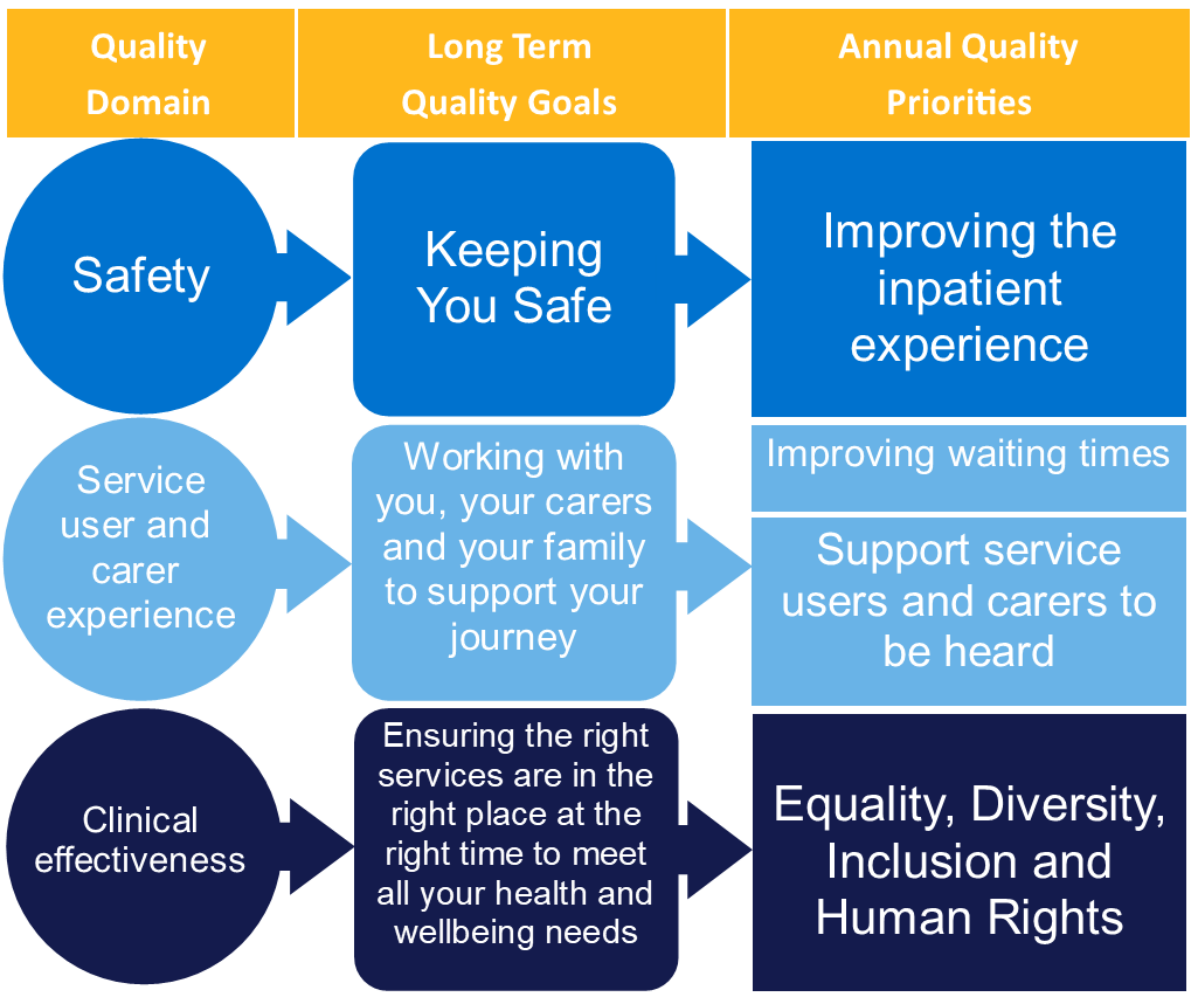 Quality
Domain
Long Term
Quality Goals
Annual Quality
Priorities
Safety
Keeping
You Safe
Improving the
inpatient
experience
Service
user and
carer
experience
Working with
you, your carers
and your family
to support your
journey
Improving waiting times
Support service
users and carers to
be heard
Clinical
effectiveness
Ensuring the right
services are in the
right place at the
right time to meet
all your health and
wellbeing needs
Equality, Diversity,
Inclusion and
Human Rights